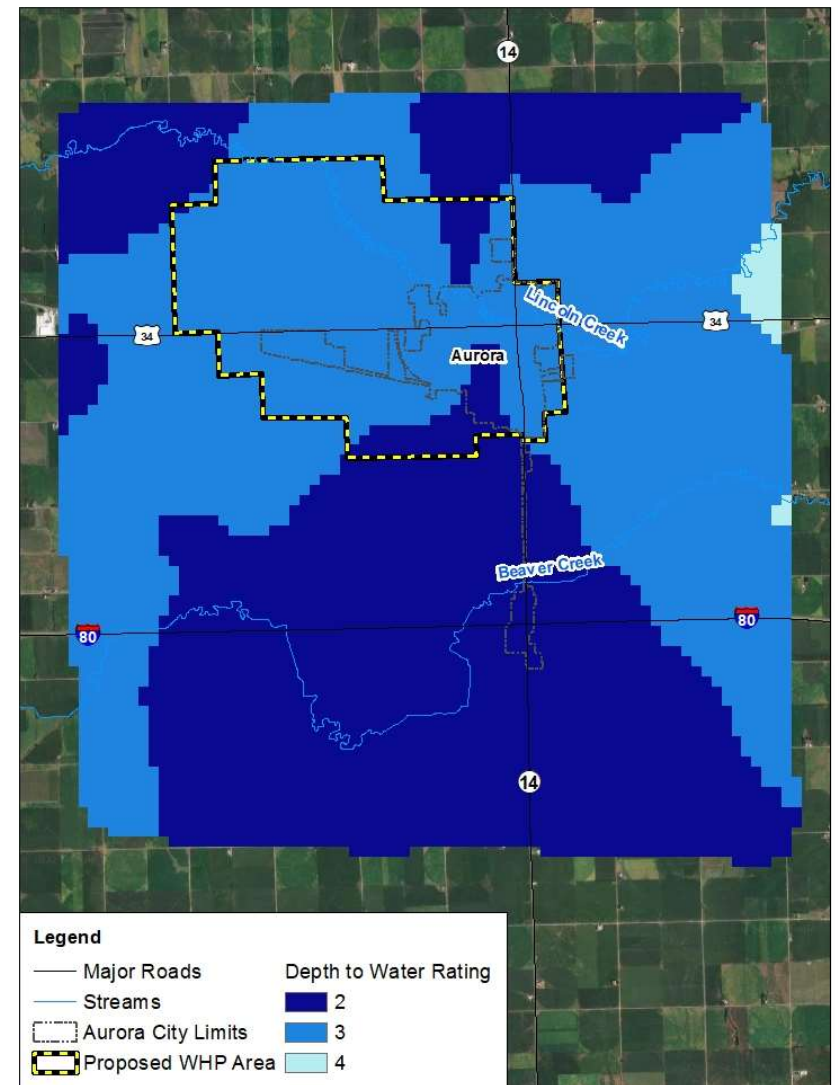 14
Lincoln Creek
34
34
Aurora
Beaver Creek
80
80
14
Legend
Major Roads
Streams
Aurora City Limits
Proposed WHP Area
Depth to Water Rating
2
3
4